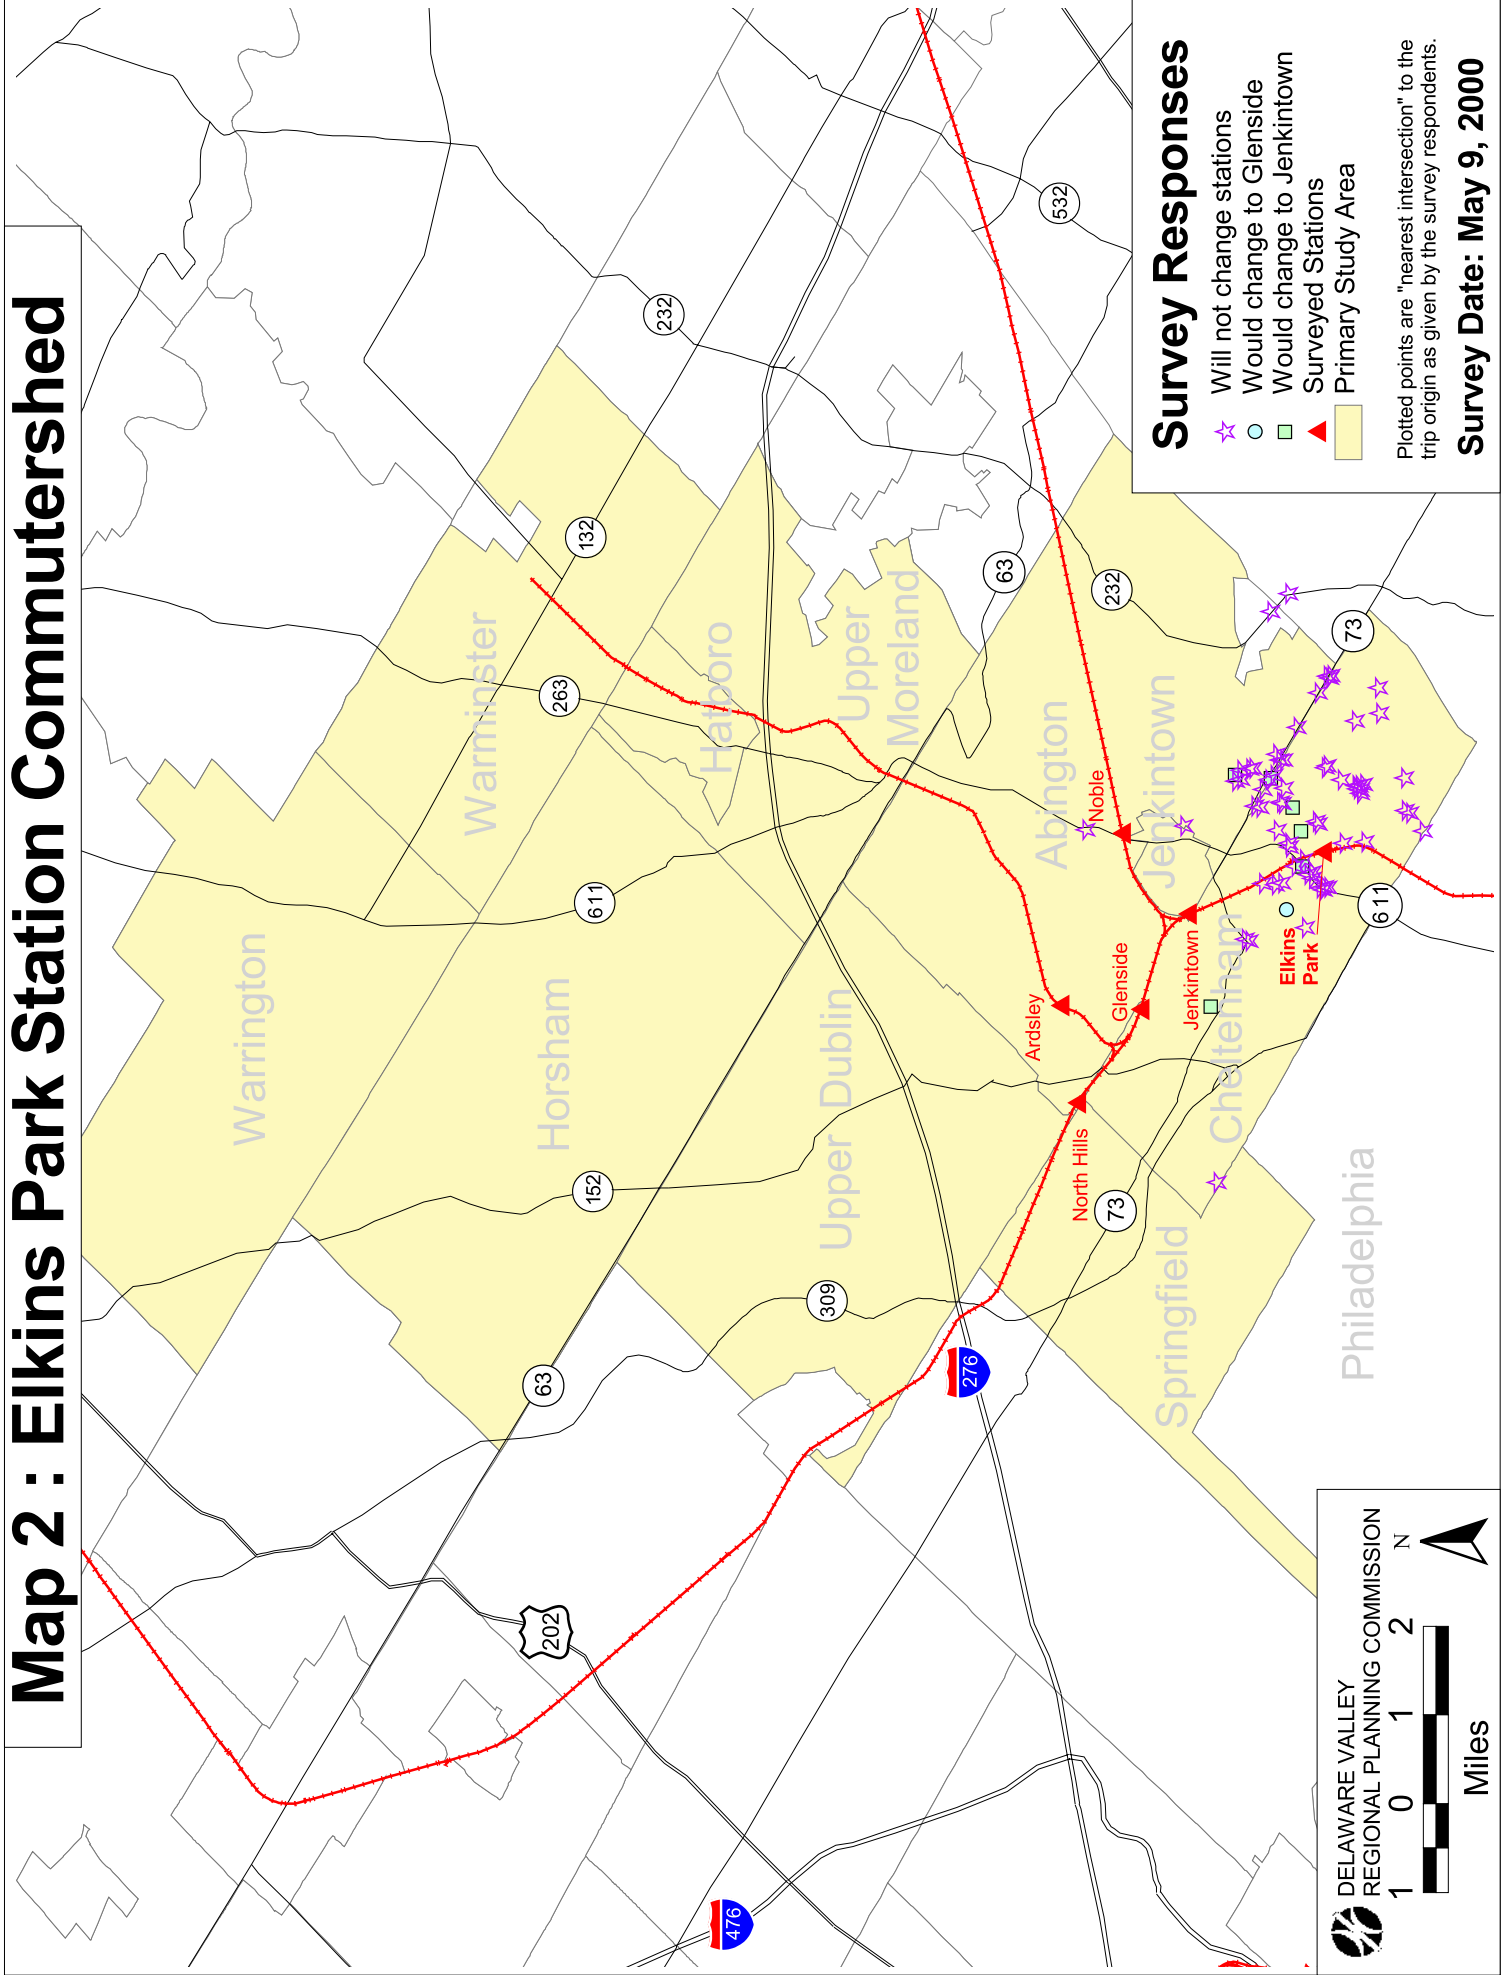 Map 2 : Elkins Park Station Commutershed
Warrington
Warminster
Horsham
Hatboro
Upper
Moreland
Upper Dublin
Abington
Jenkintown
Cheltenham
Springfield
Philadelphia
132
232
532
263
63
232
611
152
63
309
73
73
611
202
276
476
Noble
Ardsley
Glenside
Jenkintown
North Hills
Elkins
Park
Survey Responses
Will not change stations
Would change to Glenside
Would change to Jenkintown
Surveyed Stations
Primary Study Area
Plotted points are "nearest intersection" to the
trip origin as given by the survey respondents.
Survey Date: May 9, 2000
DELAWARE VALLEY
REGIONAL PLANNING COMMISSION
N
1 0 1 2
Miles